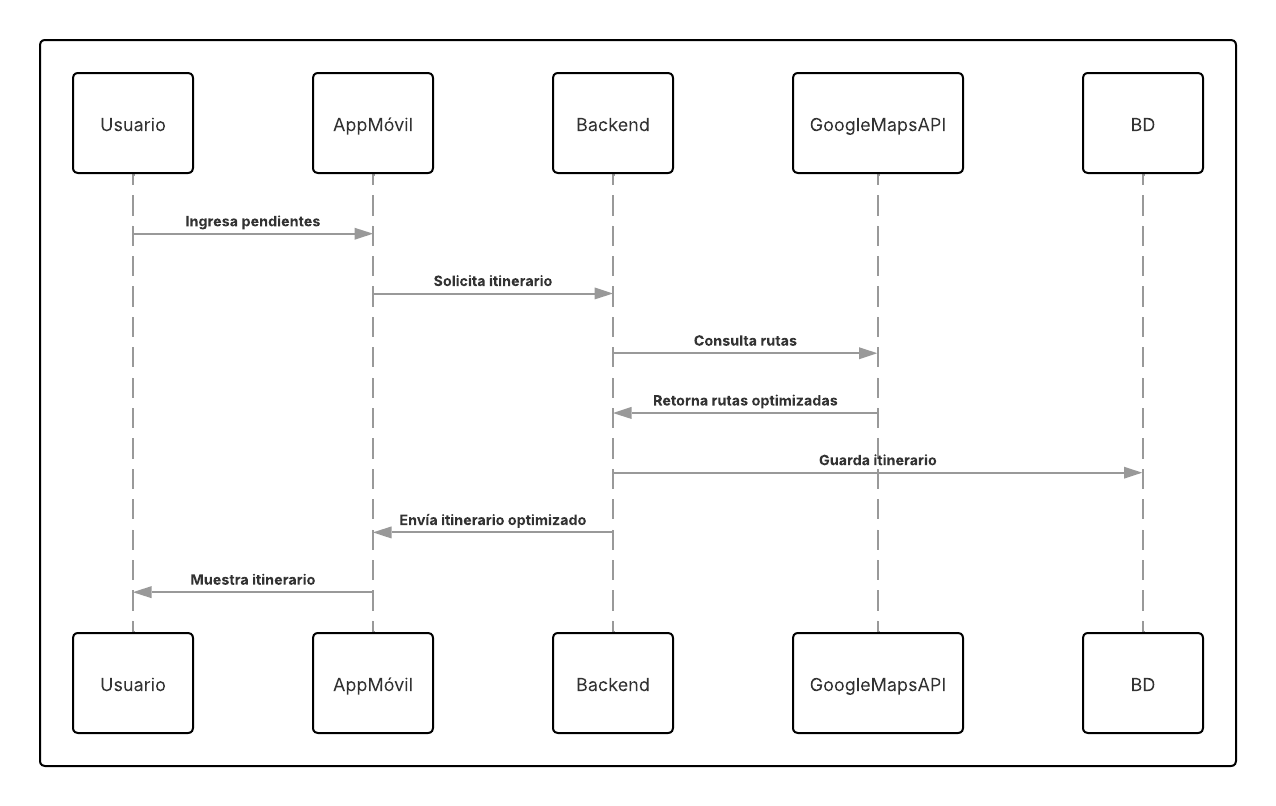 Usuario
AppMóvil
Backend
GoogleMapsAPI
BD
Ingresa pendientes
Solicita itinerario
Consulta rutas
Retorna rutas optimizadas
Guarda itinerario
Envía itinerario optimizado
Muestra itinerario
Usuario
AppMóvil
Backend
GoogleMapsAPI
BD